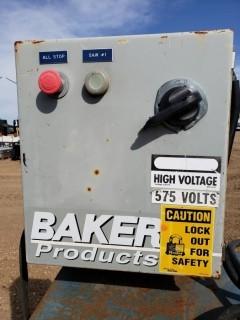 ALL STOP
SAW #1
HIGH VOLTAGE
575 VOLTS
BAKER
Products
CAUTION
LOCK
OUT
FOR
SAFETY